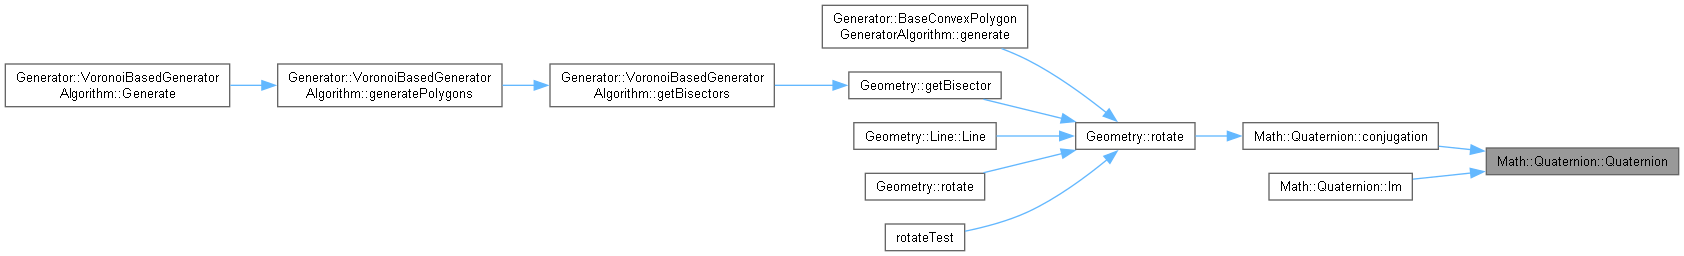 Generator::BaseConvexPolygon
GeneratorAlgorithm::generate
Generator::VoronoiBasedGenerator
Algorithm::Generate
Generator::VoronoiBasedGenerator
Algorithm::generatePolygons
Generator::VoronoiBasedGenerator
Algorithm::getBisectors
Geometry::getBisector
Geometry::Line::Line
Geometry::rotate
Math::Quaternion::conjugation
Math::Quaternion::Quaternion
Geometry::rotate
Math::Quaternion::Im
rotateTest